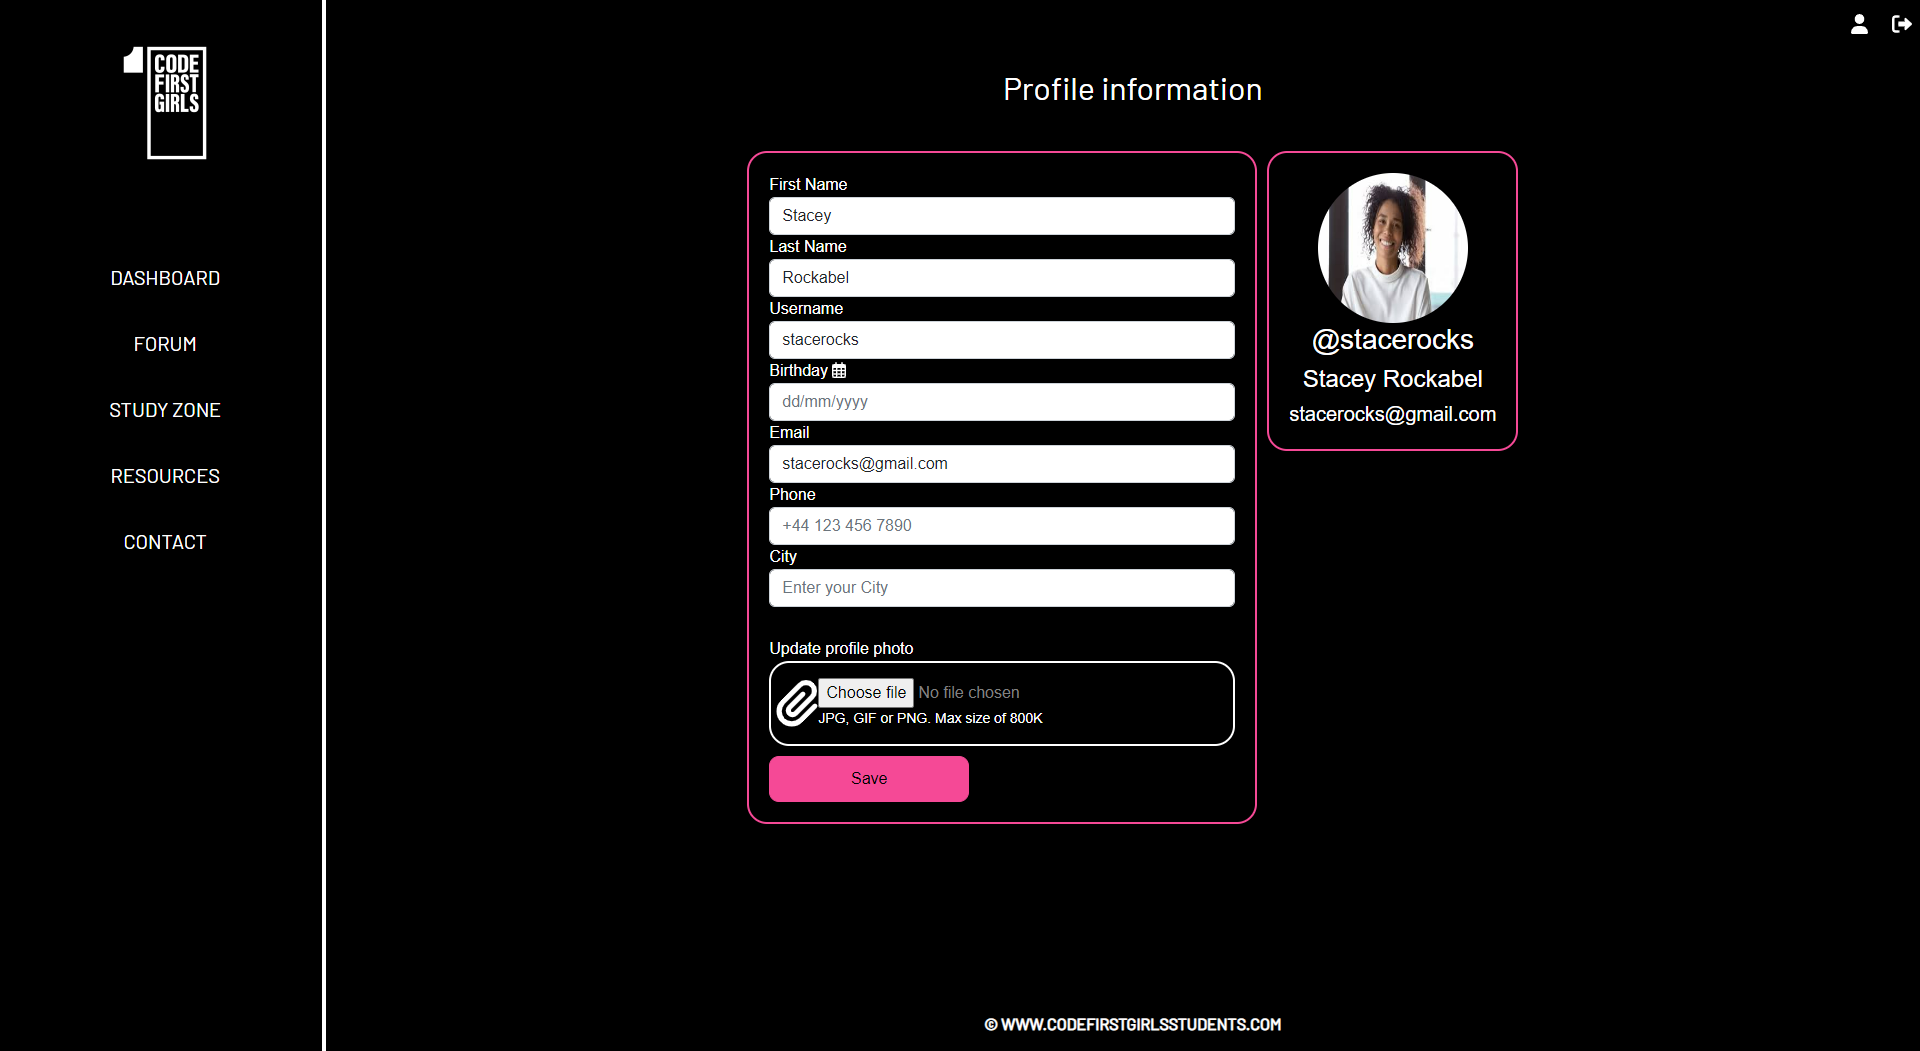 CODE
FIRST
GIRLS
DASHBOARD
FORUM
STUDY ZONE
RESOURCES
CONTACT
Profile information
First Name
Stacey
Last Name
Rockabel
Username
stacerocks
Birthday
dd/mm/yyyy
Email
stacerocks@gmail.com
Phone
+44 123 456 7890
City
Enter your City
Update profile photo
Choose file No file chosen
JPG, GIF or PNG. Max size of 800K
Save
@stacerocks
Stacey Rockabel
stacerocks@gmail.com
© WWW.CODEFIRSTGIRLSSTUDENTS.COM